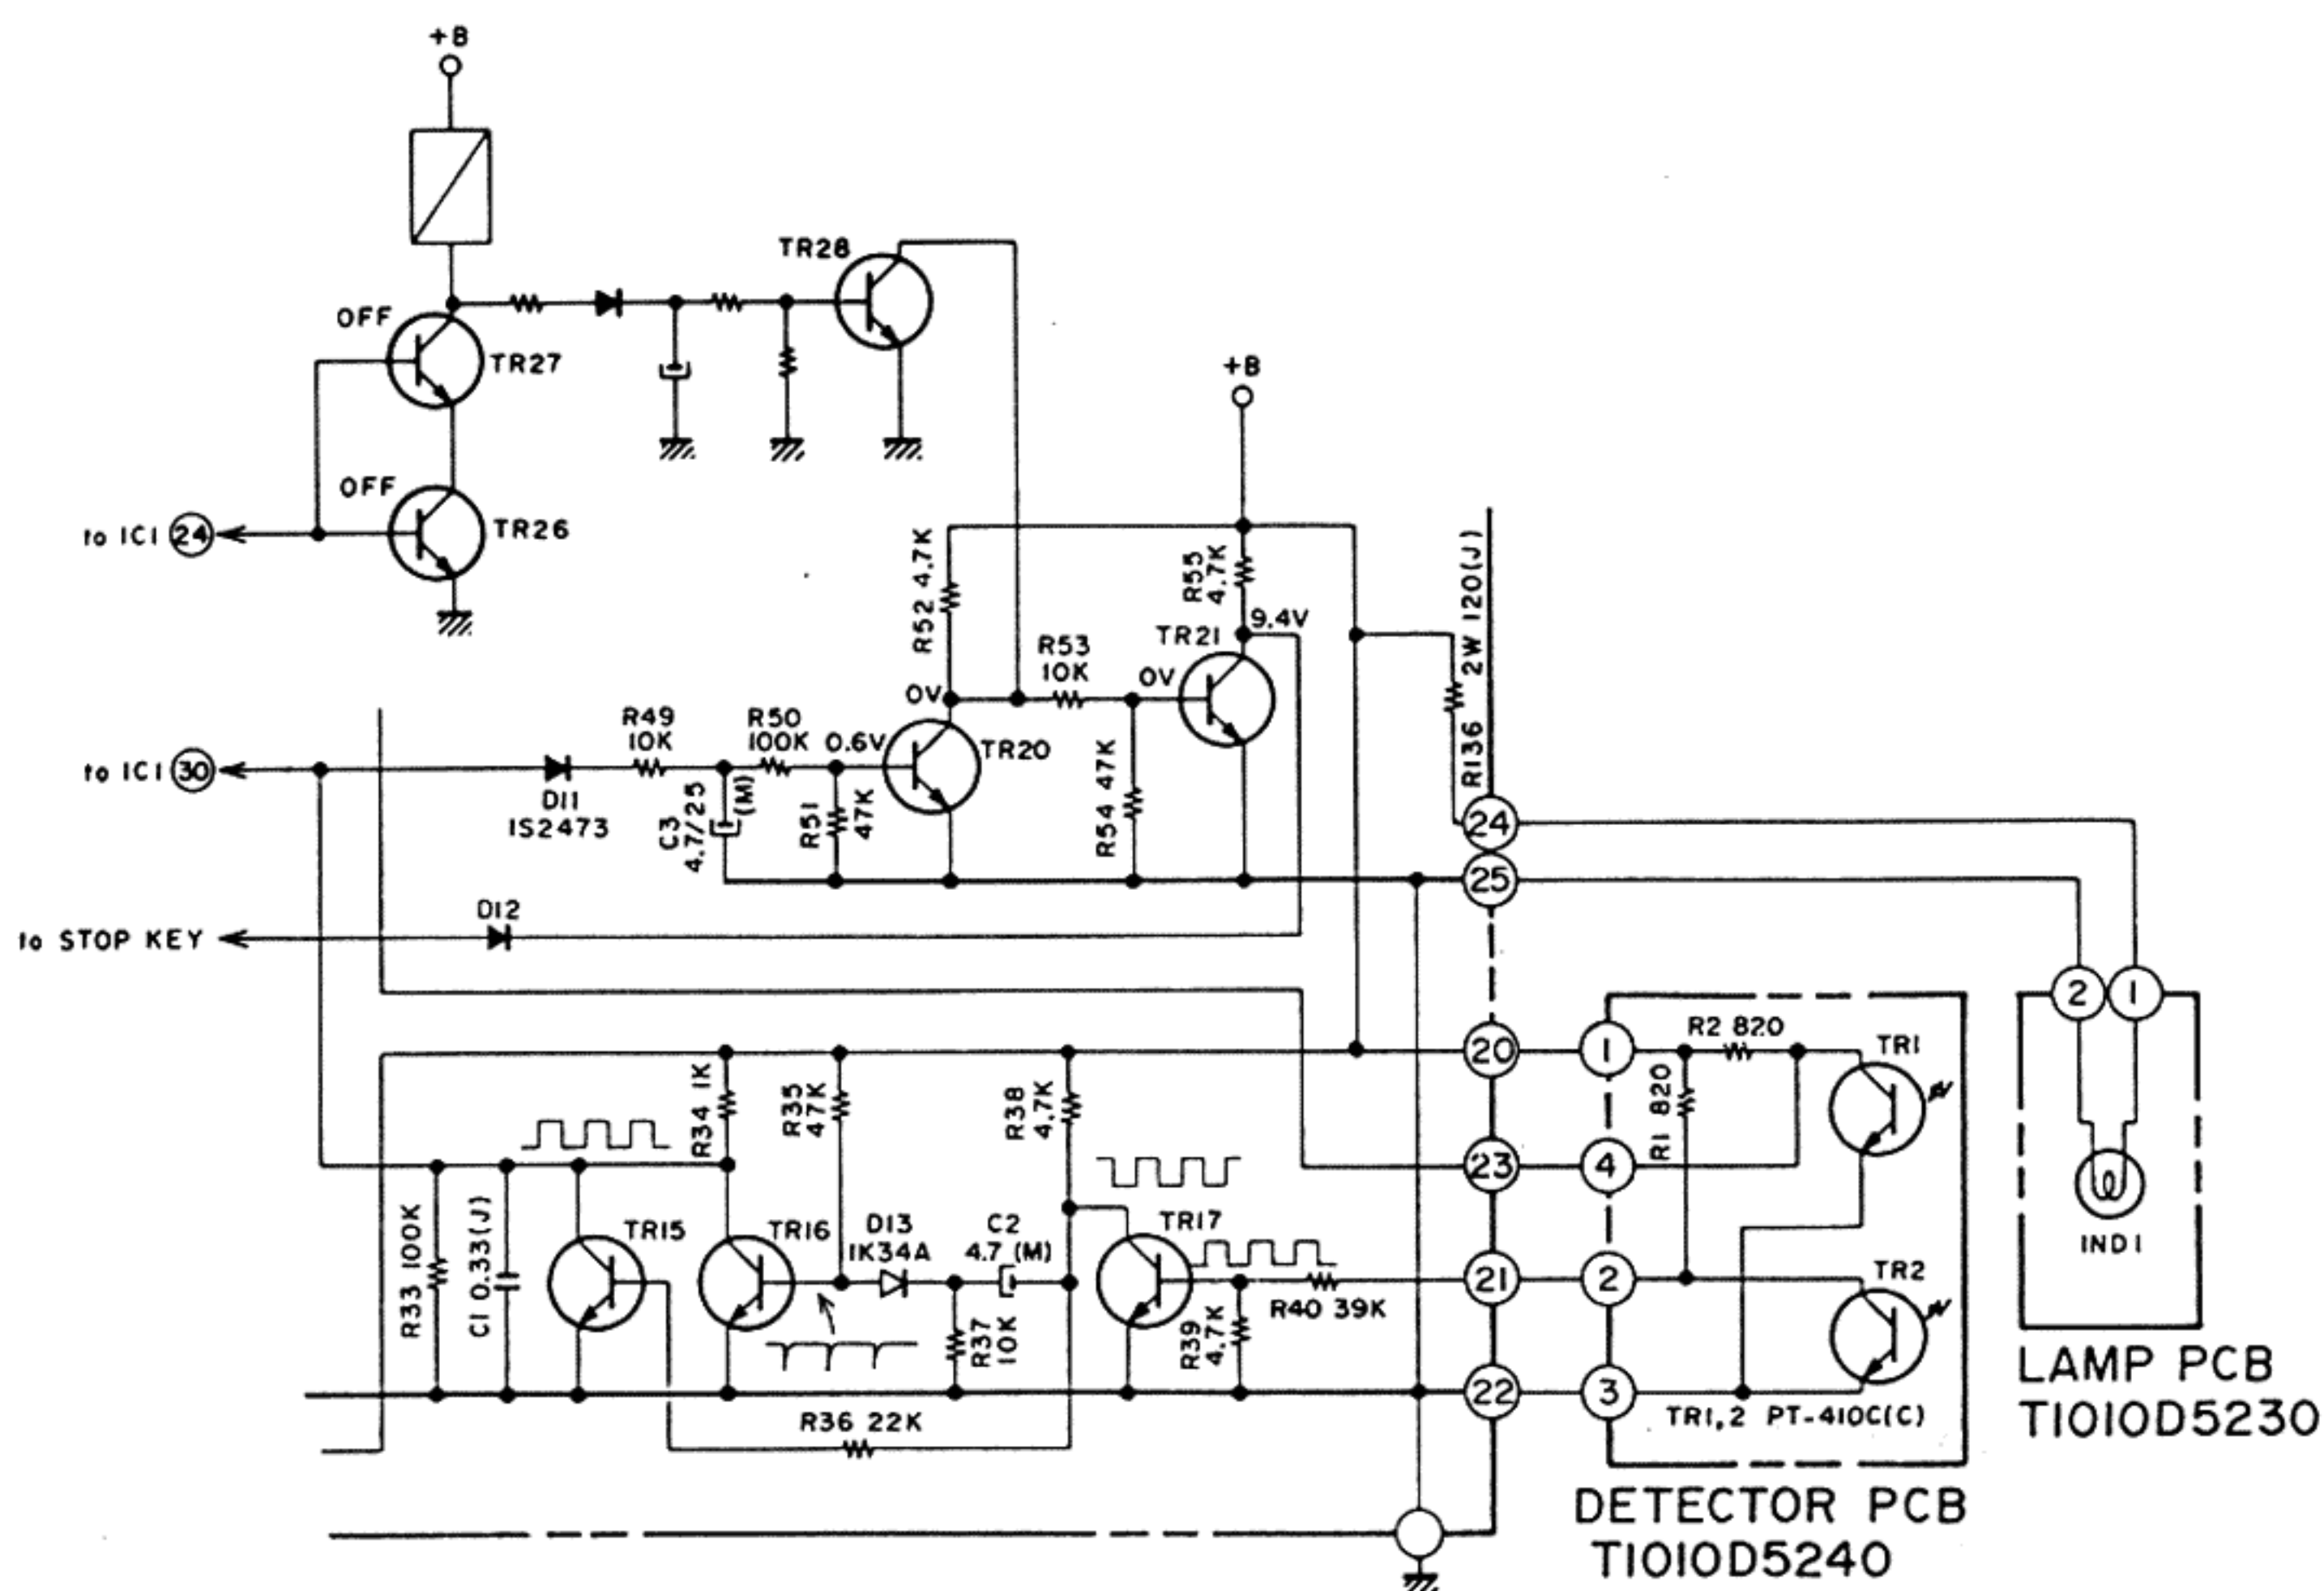 +B
TR28
OFF
TR27
+B
OFF
to IC1 24
TR26
R52 4.7K
R55
4.7K
9.4V
TR21
R136 2W 120(J)
R53
10K
0V
0V
R49
10K
R50
100K
0.6V
TR20
to IC1 30
D11
1S2473
C3
4.7/25
(M)
R51
47K
R54 47K
24
25
D12
to STOP KEY
2
1
20
1
R2 820
TR1
R34 1K
R35
47K
R38
4.7K
R1 820
23
4
IND1
R33 100K
C1 0.33(J)
TR15
TR16
D13
1K34A
C2
4.7 (M)
TR17
21
2
TR2
R40 39K
R37
10K
R39
4.7K
22
3
R36 22K
TR1,2 PT-410C(C)
LAMP PCB
T1010D5230
DETECTOR PCB
T1010D5240